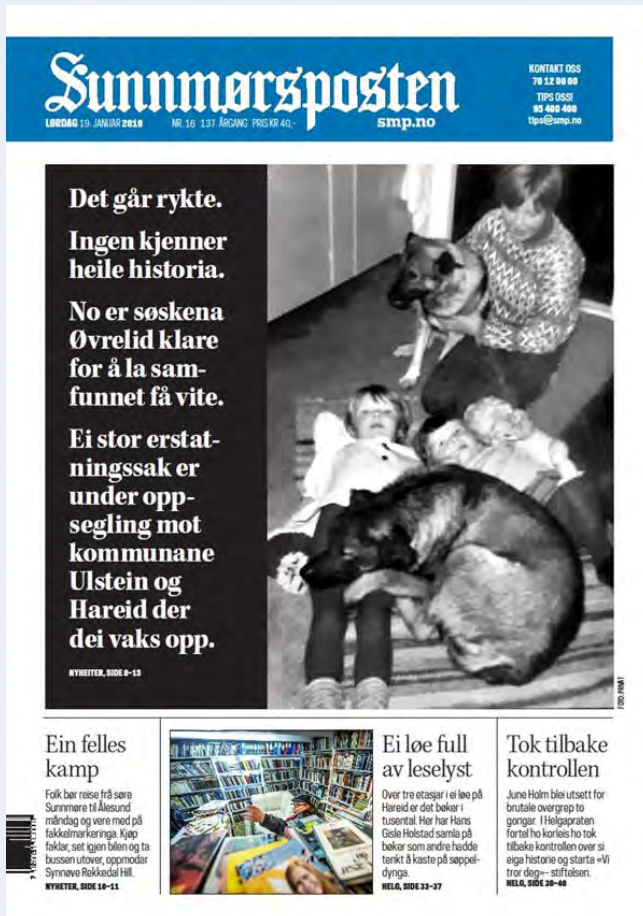 Sunnmørsposten
LØRDAG 19. JANUAR 2019 NR. 16 137. ÅRGANG PRIS KR 40,-
smp.no
KONTAKT OSS
70 12 00 00
TIPS OSS!
95 400 400
tips@smp.no
Det går rykte.
Ingen kjenner
heile historia.
No er søskena
Øvrelid klare
for å la sam-
funnet få vite.
Ei stor erstat-
ningssak er
under opp-
segling mot
kommunane
Ulstein og
Hareid der
dei vaks opp.
NYHEITER, SIDE 8–15
FOTO: PRIVAT
Ein felles
kamp
Folk bør reise frå søre
Sunnmøre til Ålesund
måndag og vere med på
fakkelmarkeringa. Kjøp
faklar, set igjen bilen og ta
bussen utover, oppmodar
Synnøve Rekkedal Hill.
NYHETER, SIDE 10–11
Ei løe full
av leselyst
Over tre etasjar i ei løe på
Hareid er det bøker i
tusental. Her har Hans
Gisle Holstad samla på
bøker som andre hadde
tenkt å kaste på søppel-
dynga.
HELG, SIDE 33–37
Tok tilbake
kontrollen
June Holm blei utsett for
brutale overgrep to
gongar. I Helgapraten
fortel ho korleis ho tok
tilbake kontrollen over si
eiga historie og starta «Vi
tror deg»- stiftelsen.
HELG, SIDE 38–40